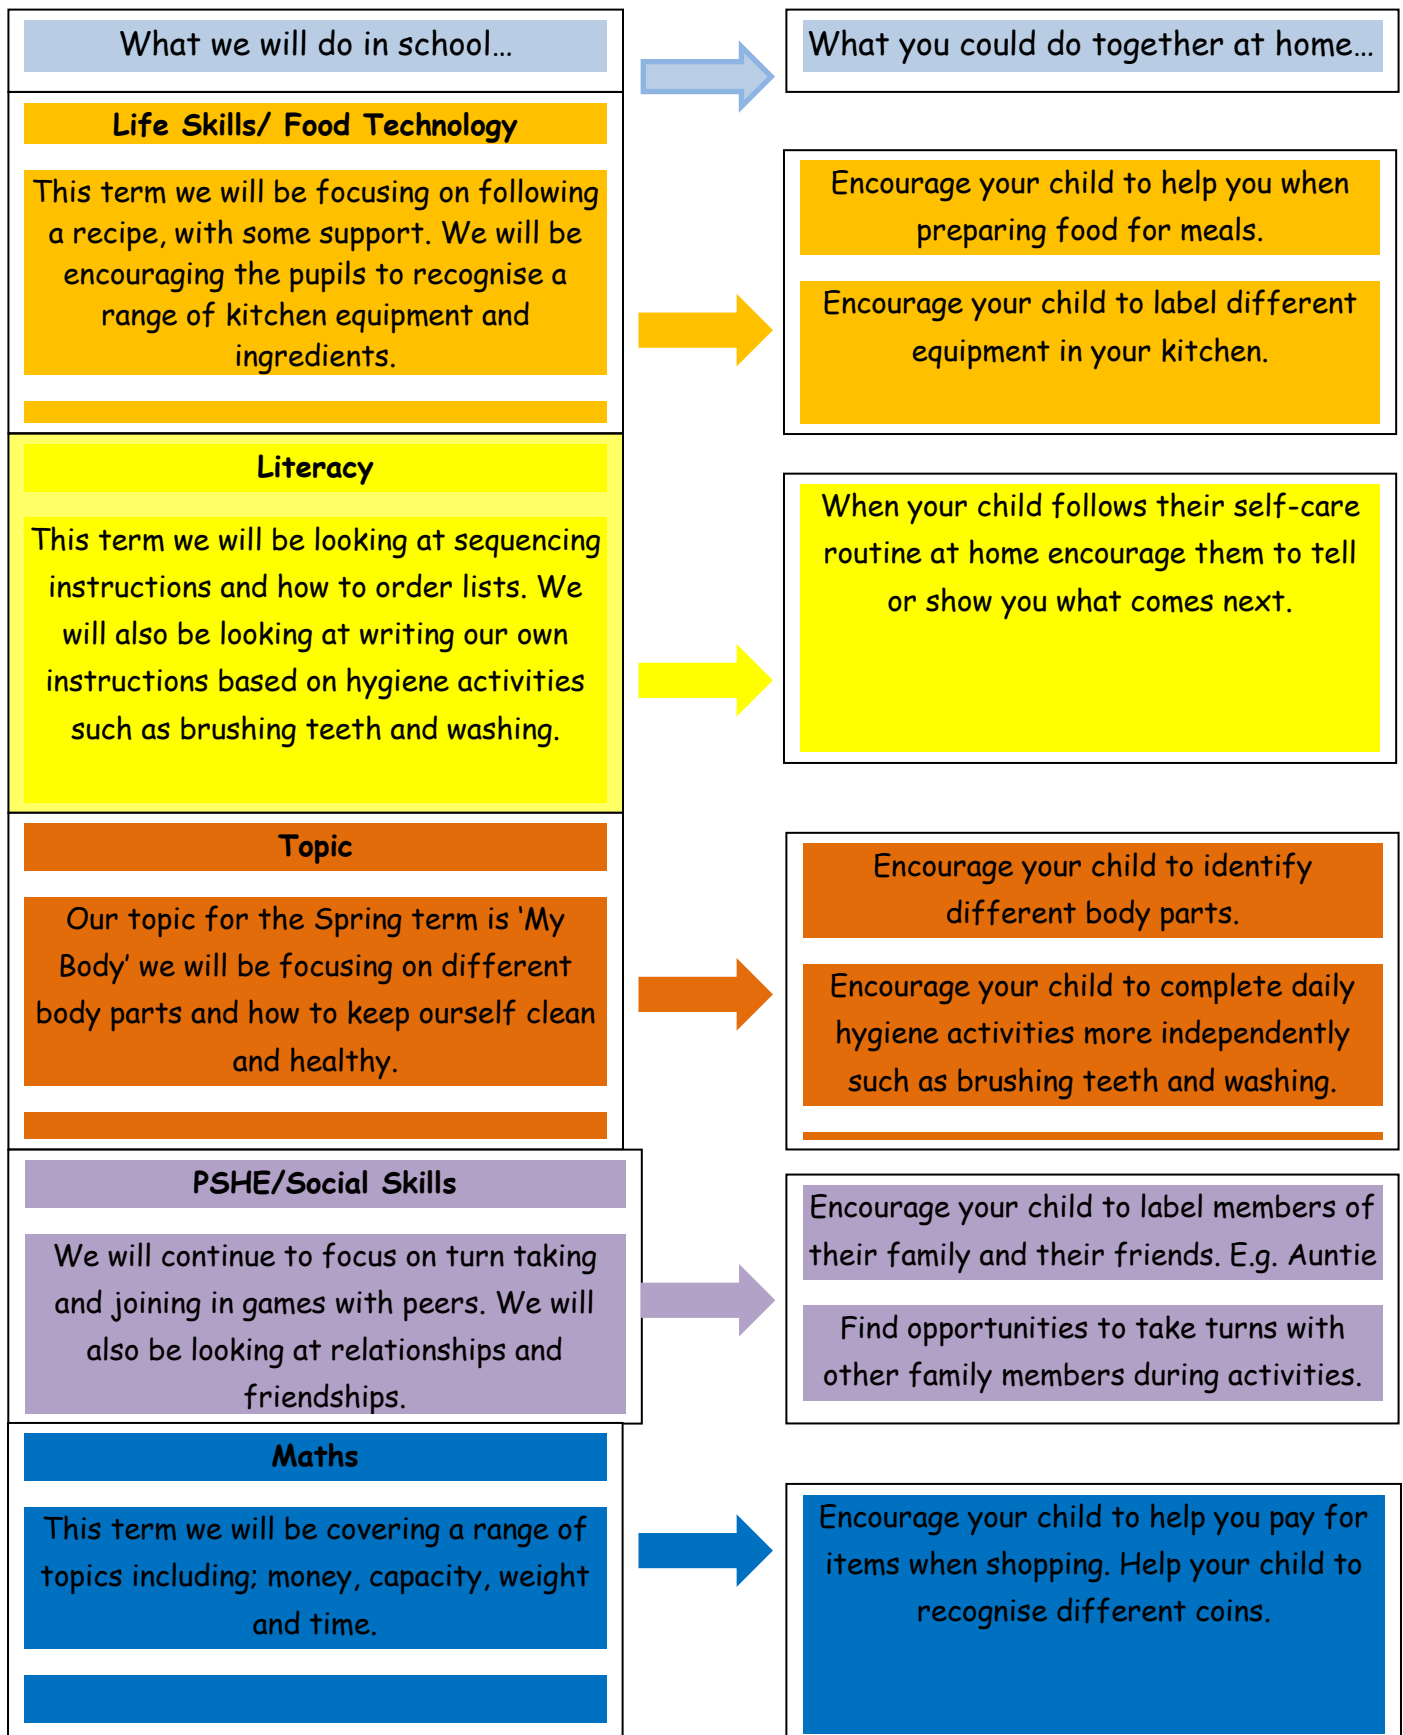 What we will do in school…
What you could do together at home…
Life Skills/ Food Technology
This term we will be focusing on following
a recipe, with some support. We will be
encouraging the pupils to recognise a
range of kitchen equipment and
ingredients.
Encourage your child to help you when
preparing food for meals.
Encourage your child to label different
equipment in your kitchen.
Literacy
This term we will be looking at sequencing
instructions and how to order lists. We
will also be looking at writing our own
instructions based on hygiene activities
such as brushing teeth and washing.
When your child follows their self-care
routine at home encourage them to tell
or show you what comes next.
Topic
Our topic for the Spring term is ‘My
Body’ we will be focusing on different
body parts and how to keep ourself clean
and healthy.
Encourage your child to identify
different body parts.
Encourage your child to complete daily
hygiene activities more independently
such as brushing teeth and washing.
PSHE/Social Skills
We will continue to focus on turn taking
and joining in games with peers. We will
also be looking at relationships and
friendships.
Encourage your child to label members of
their family and their friends. E.g. Auntie
Find opportunities to take turns with
other family members during activities.
Maths
This term we will be covering a range of
topics including; money, capacity, weight
and time.
Encourage your child to help you pay for
items when shopping. Help your child to
recognise different coins.